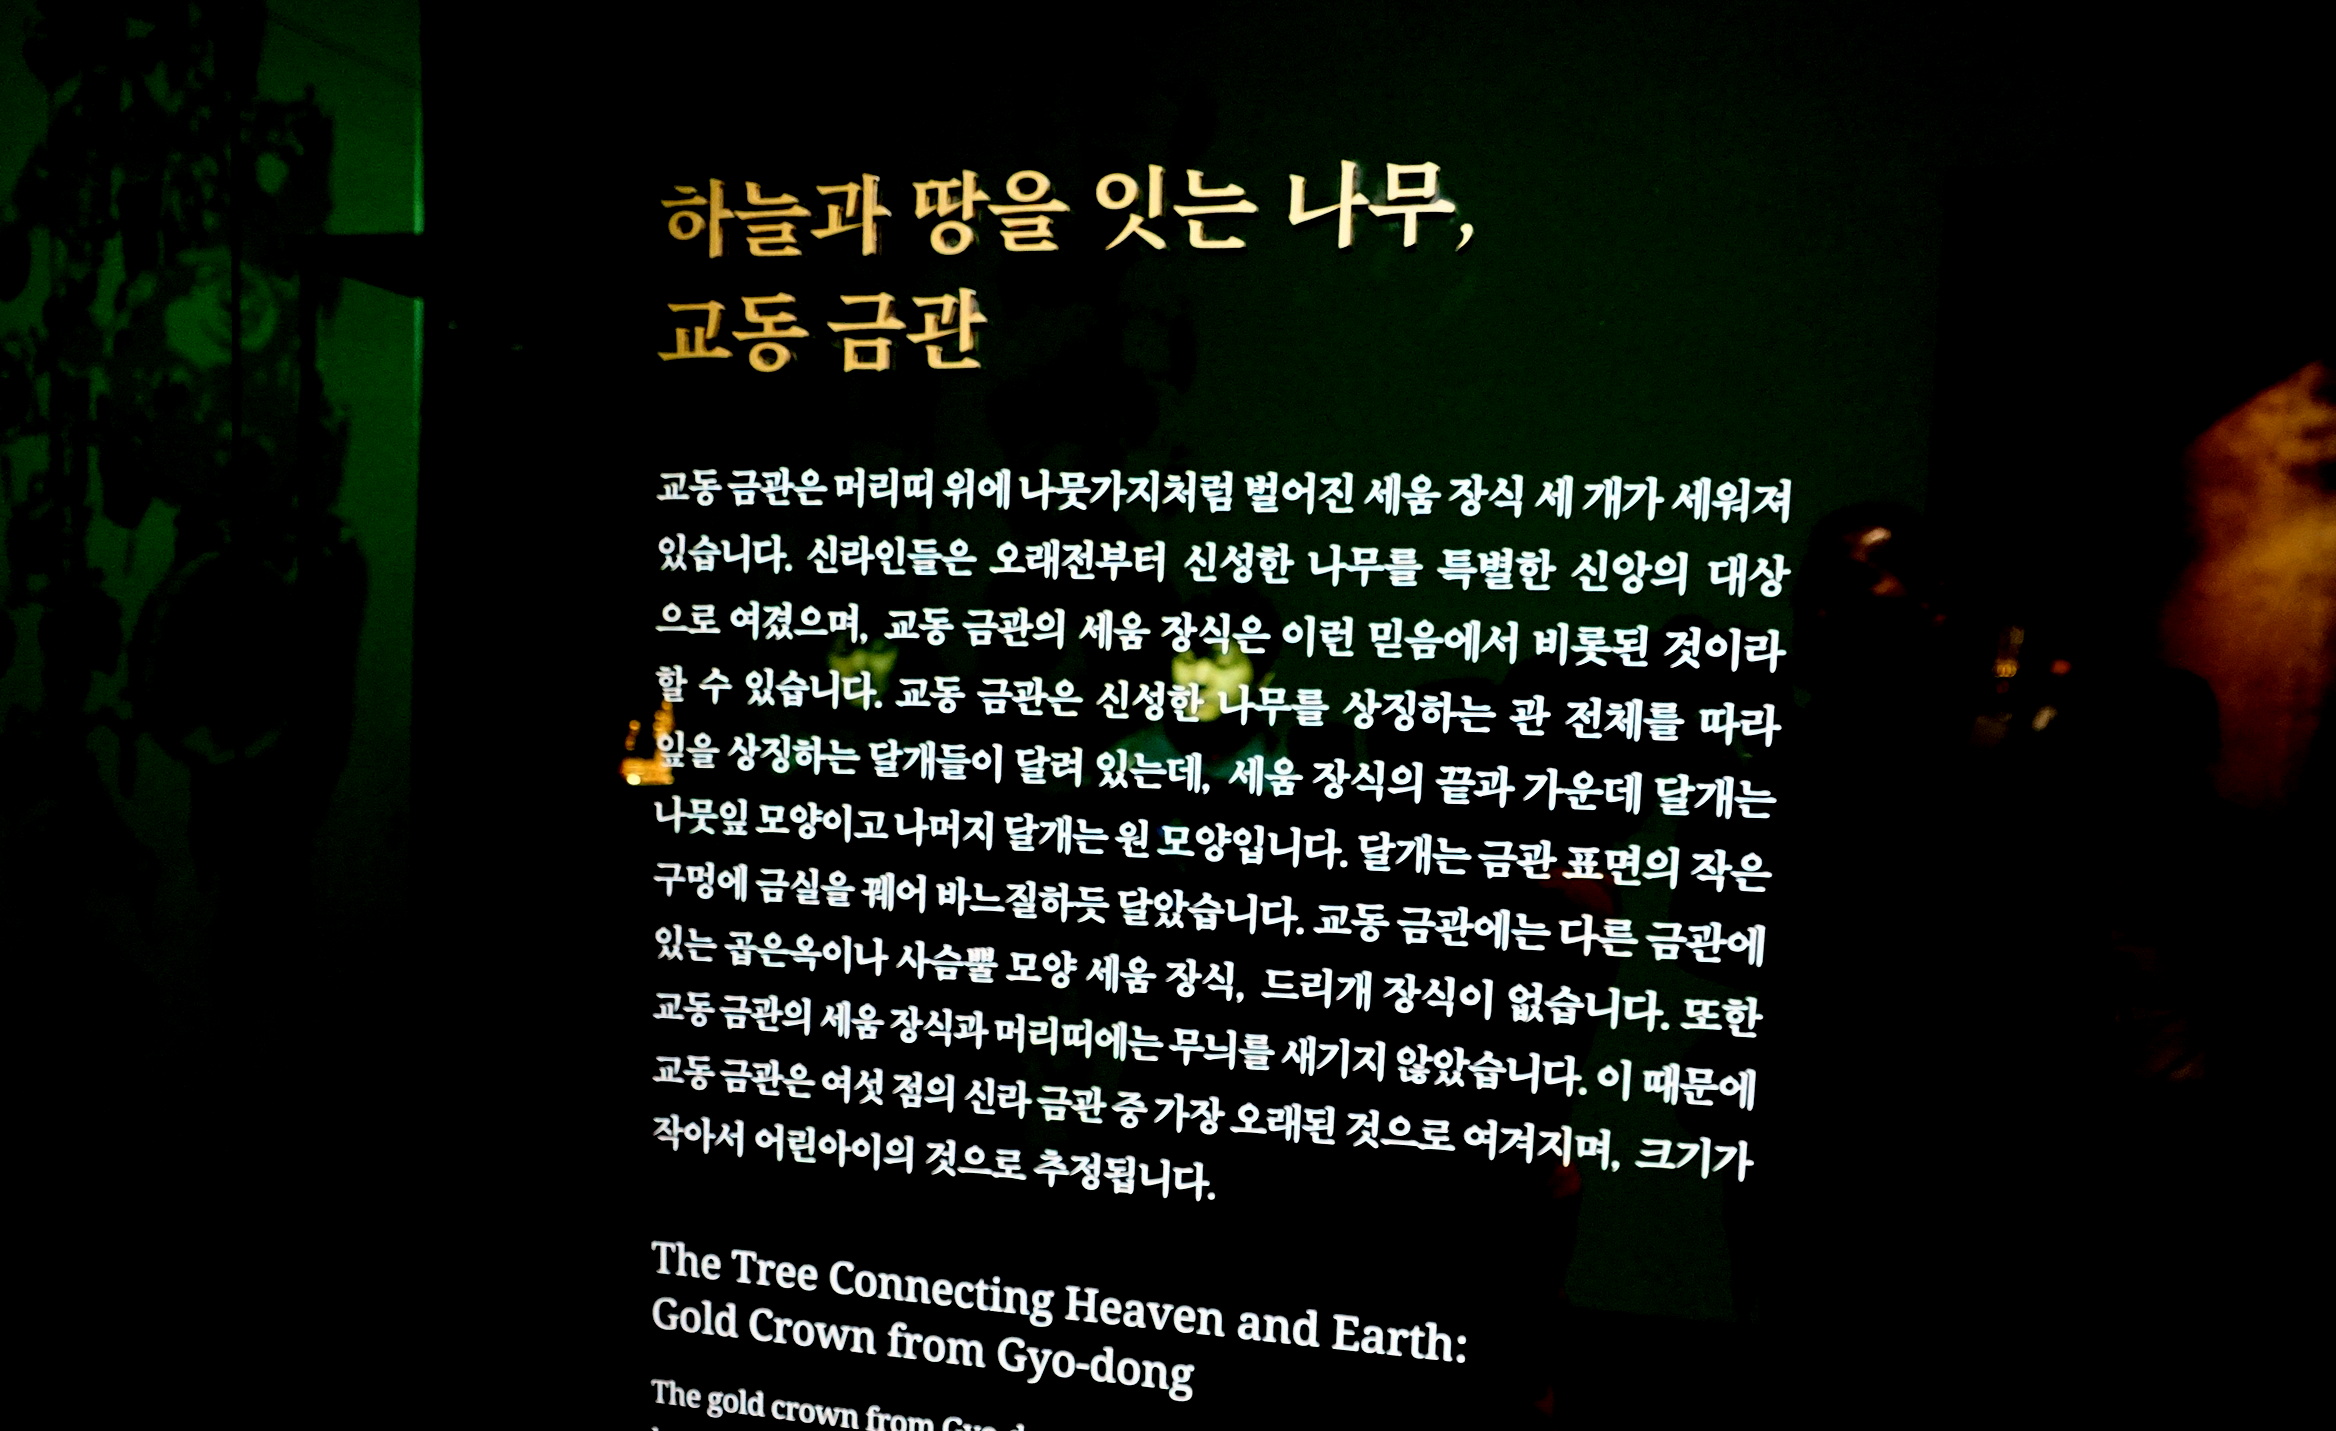 하늘과 땅을 잇는 나무,
교동 금관
교동 금관은 머리띠 위에 나뭇가지처럼 벌어진 세움 장식 세 개가 세워져
있습니다. 신라인들은 오래전부터 신성한 나무를 특별한 신앙의 대상
으로 여겼으며, 교동 금관의 세움 장식은 이런 믿음에서 비롯된 것이라
할 수 있습니다. 교동 금관은 신성한 나무를 상징하는 관 전체를 따라
잎을 상징하는 달개들이 달려 있는데, 세움 장식의 끝과 가운데 달개는
나뭇잎 모양이고 나머지 달개는 원 모양입니다. 달개는 금관 표면의 작은
구멍에 금실을 꿰어 바느질하듯 달았습니다. 교동 금관에는 다른 금관에
있는 곱은옥이나 사슴뿔 모양 세움 장식, 드리개 장식이 없습니다. 또한
교동 금관의 세움 장식과 머리띠에는 무늬를 새기지 않았습니다. 이 때문에
교동 금관은 여섯 점의 신라 금관 중 가장 오래된 것으로 여겨지며, 크기가
작아서 어린아이의 것으로 추정됩니다.
The Tree Connecting Heaven and Earth:
Gold Crown from Gyo-dong
The gold crown from